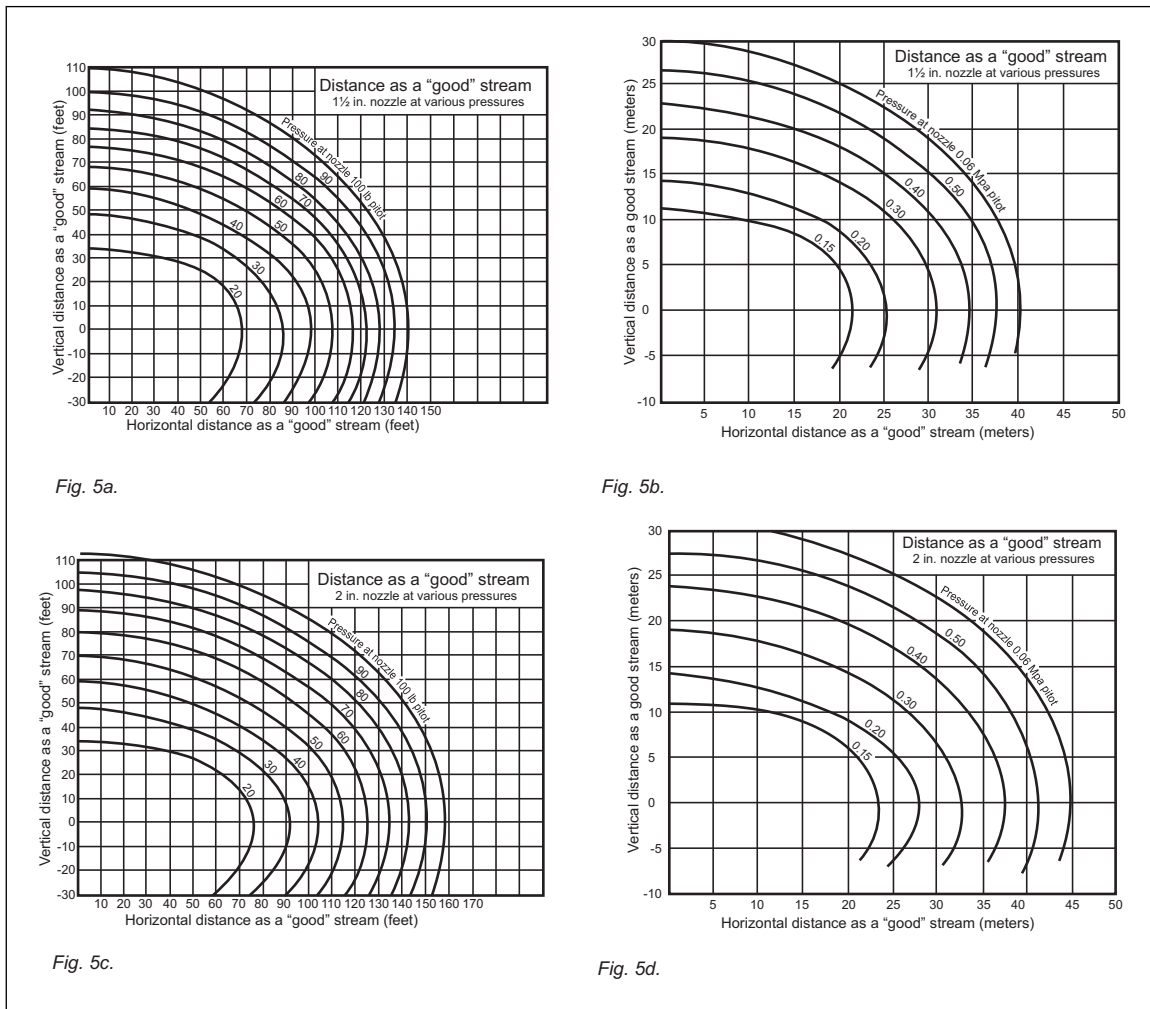 Distance as a “good” stream
1½ in. nozzle at various pressures
Vertical distance as a “good” stream (feet)
110
100
90
80
70
60
50
40
30
20
10
0
-10
-20
-30
Pressure at nozzle 100 lb pitot
90
80
70
60
50
40
30
20
10 20 30 40 50 60 70 80 90 100 110 120 130 140 150
Horizontal distance as a “good” stream (feet)
Fig. 5a.
Distance as a “good” stream
1½ in. nozzle at various pressures
Vertical distance as a good stream (meters)
30
25
20
15
10
5
0
-5
-10
Pressure at nozzle 0.06 Mpa pitot
0.50
0.40
0.30
0.20
0.15
5 10 15 20 25 30 35 40 45 50
Horizontal distance as a “good” stream (meters)
Fig. 5b.
Distance as a “good” stream
2 in. nozzle at various pressures
Vertical distance as a “good” stream (feet)
110
100
90
80
70
60
50
40
30
20
10
0
-10
-20
-30
Pressure at nozzle 100 lb pitot
90
80
70
60
50
40
30
20
10 20 30 40 50 60 70 80 90 100 110 120 130 140 150 160 170
Horizontal distance as a “good” stream (feet)
Fig. 5c.
Distance as a “good” stream
2 in. nozzle at various pressures
Vertical distance as a good stream (meters)
30
25
20
15
10
5
0
-5
-10
Pressure at nozzle 0.06 Mpa pitot
0.50
0.40
0.30
0.20
0.15
5 10 15 20 25 30 35 40 45 50
Horizontal distance as a “good” stream (meters)
Fig. 5d.